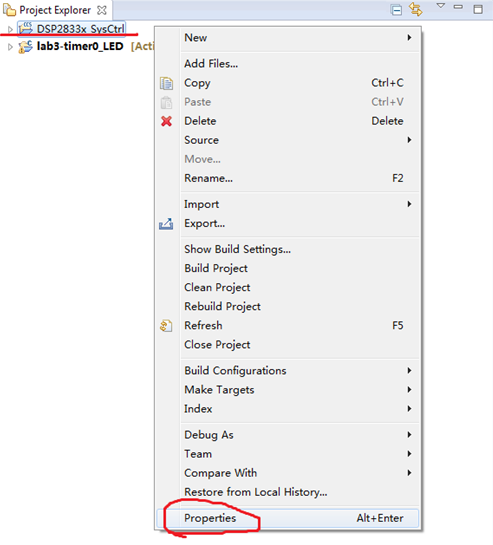 Project Explorer
DSP2833x_SysCtrl
lab3-timer0_LED [Acti
New
Add Files...
Copy Ctrl+C
Paste Ctrl+V
Delete Delete
Source
Move...
Rename... F2
Import
Export...
Show Build Settings...
Build Project
Clean Project
Rebuild Project
Refresh F5
Close Project
Build Configurations
Make Targets
Index
Debug As
Team
Compare With
Restore from Local History...
Properties Alt+Enter